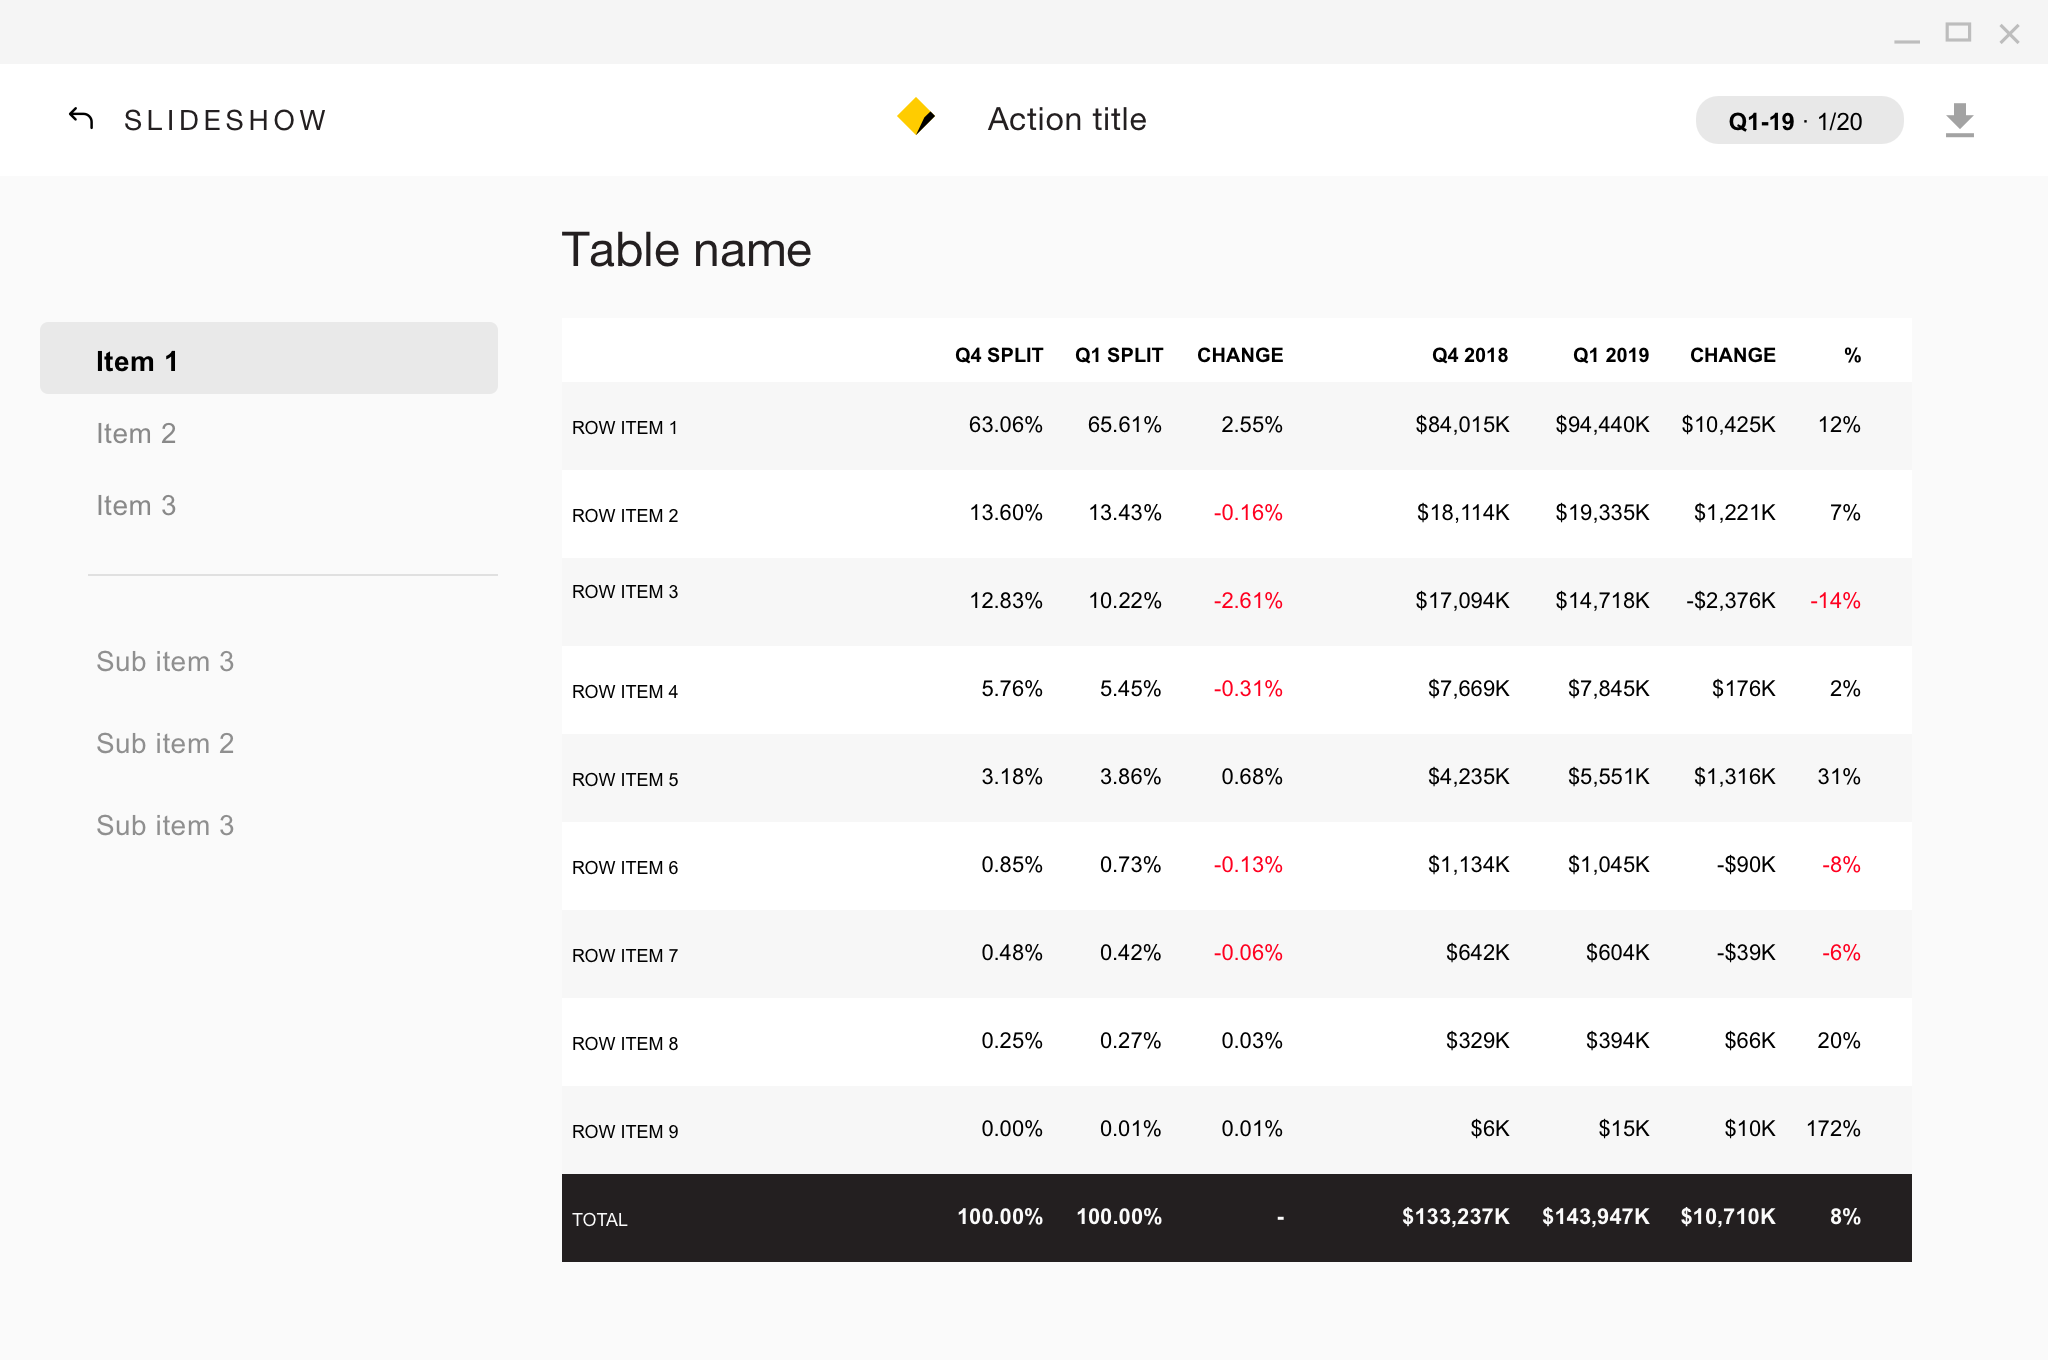 SLIDESHOW
Action title
Q1-19 · 1/20
Table name
Item 1
Item 2
Item 3
Sub item 3
Sub item 2
Sub item 3
Q4 SPLIT Q1 SPLIT CHANGE Q4 2018 Q1 2019 CHANGE %
ROW ITEM 1 63.06% 65.61% 2.55% $84,015K $94,440K $10,425K 12%
ROW ITEM 2 13.60% 13.43% -0.16% $18,114K $19,335K $1,221K 7%
ROW ITEM 3 12.83% 10.22% -2.61% $17,094K $14,718K -$2,376K -14%
ROW ITEM 4 5.76% 5.45% -0.31% $7,669K $7,845K $176K 2%
ROW ITEM 5 3.18% 3.86% 0.68% $4,235K $5,551K $1,316K 31%
ROW ITEM 6 0.85% 0.73% -0.13% $1,134K $1,045K -$90K -8%
ROW ITEM 7 0.48% 0.42% -0.06% $642K $604K -$39K -6%
ROW ITEM 8 0.25% 0.27% 0.03% $329K $394K $66K 20%
ROW ITEM 9 0.00% 0.01% 0.01% $6K $15K $10K 172%
TOTAL 100.00% 100.00% - $133,237K $143,947K $10,710K 8%